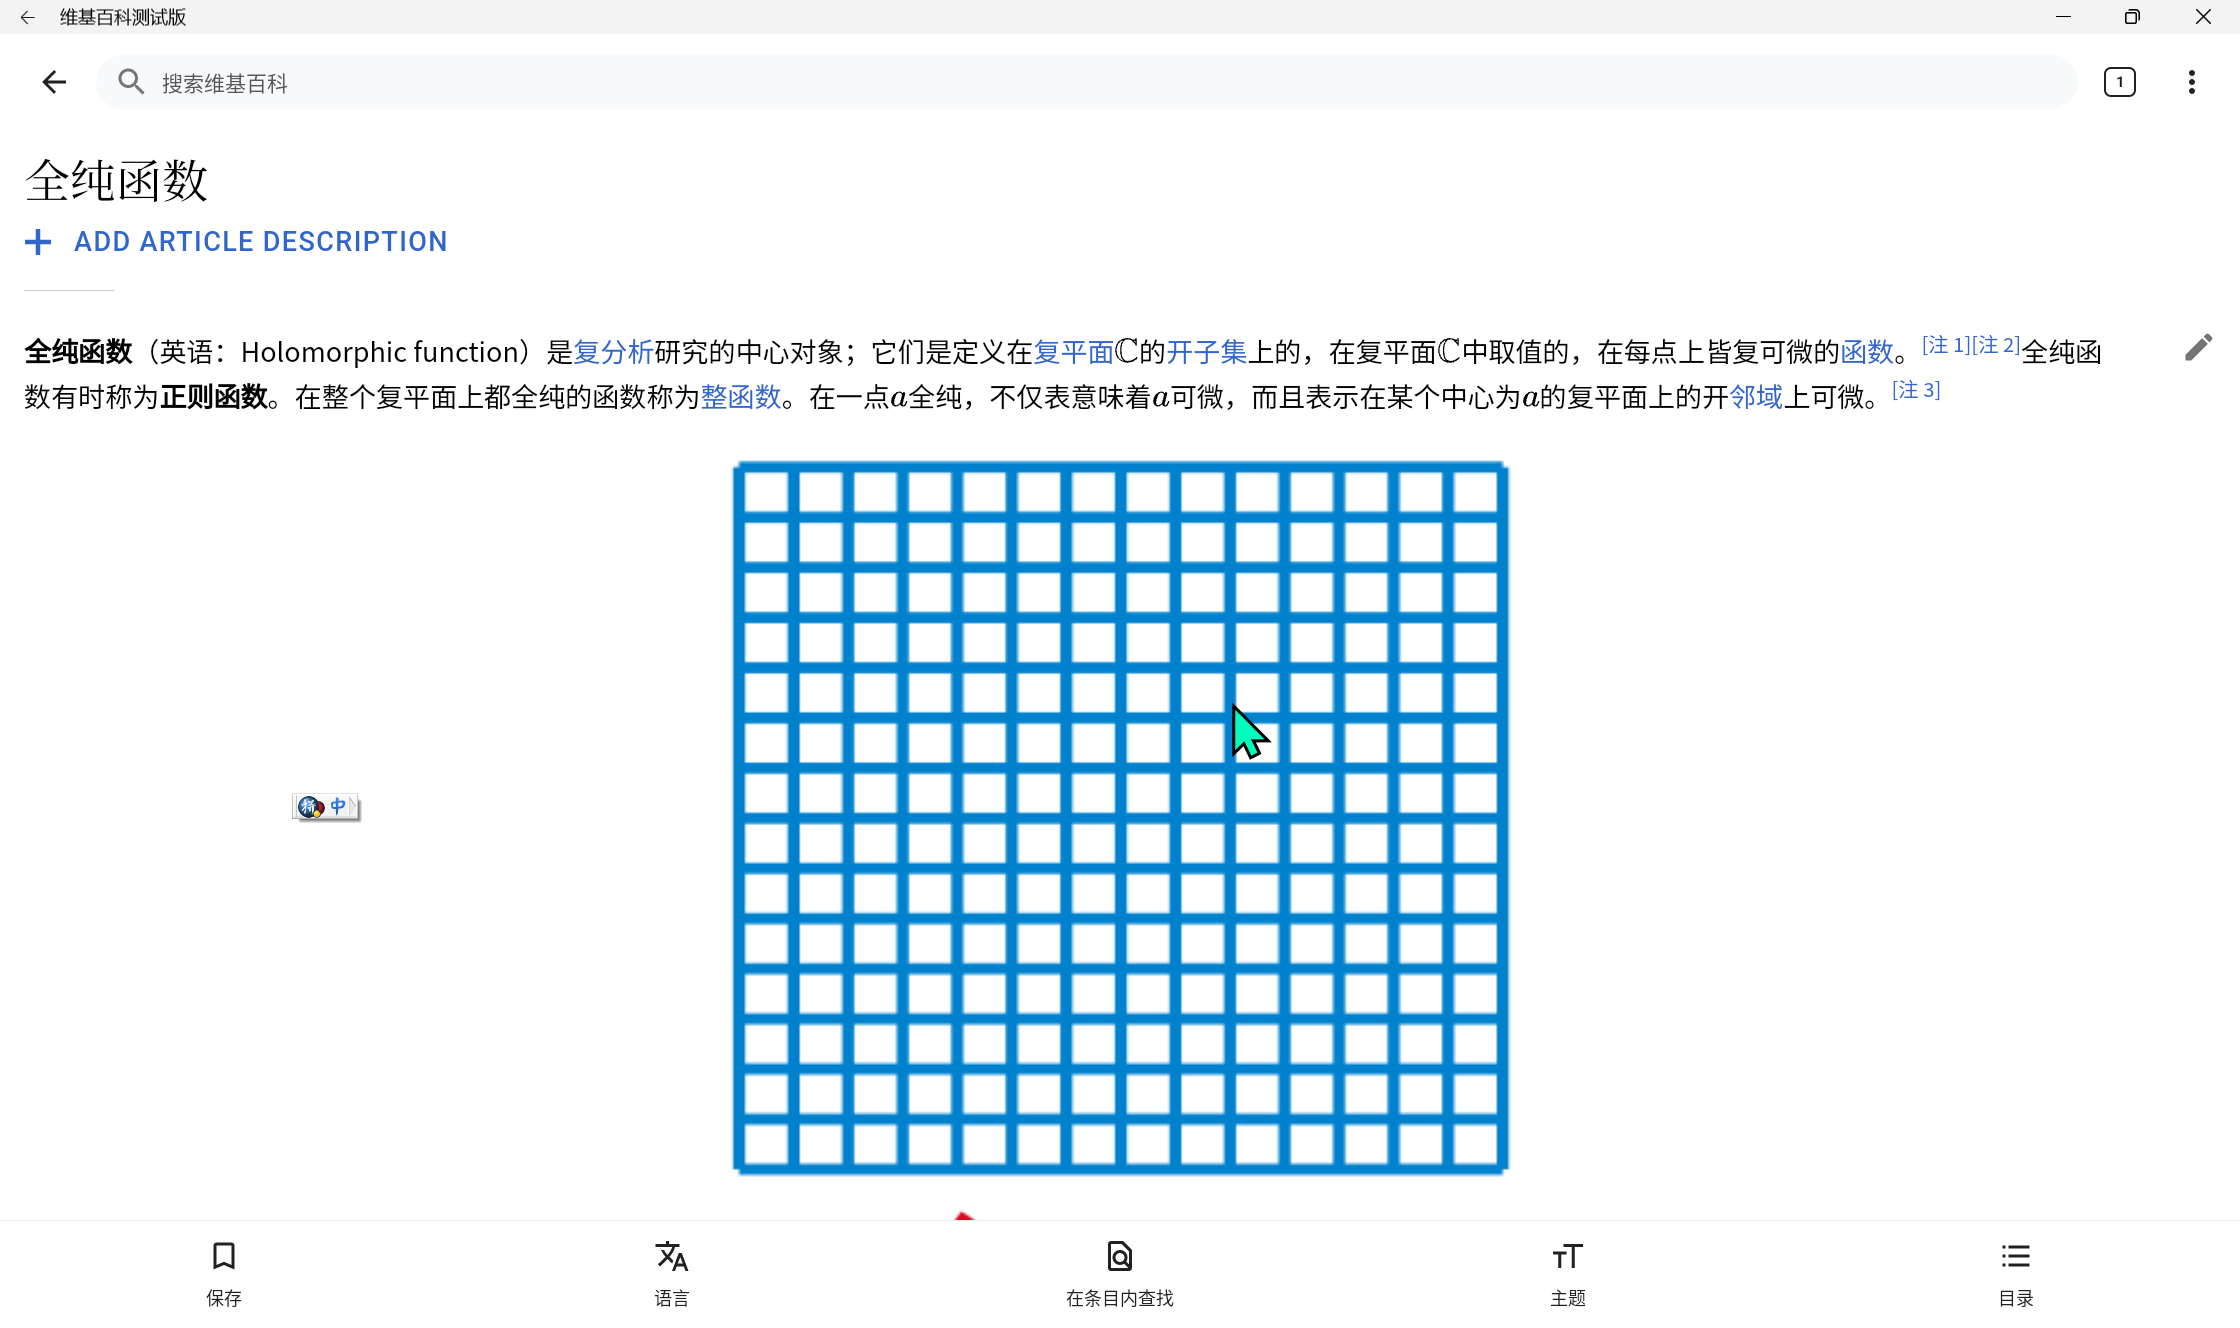 维基百科测试版
搜索维基百科
1
全纯函数
ADD ARTICLE DESCRIPTION
全纯函数（英语：Holomorphic function）是复分析研究的中心对象；它们是定义在复平面ℂ的开子集上的，在复平面ℂ中取值的，在每点上皆复可微的函数。[注 1][注 2]全纯函
数有时称为正则函数。在整个复平面上都全纯的函数称为整函数。在一点a全纯，不仅表意味着a可微，而且表示在某个中心为a的复平面上的开邻域上可微。[注 3]
拼 中
保存
语言
在条目内查找
主题
目录